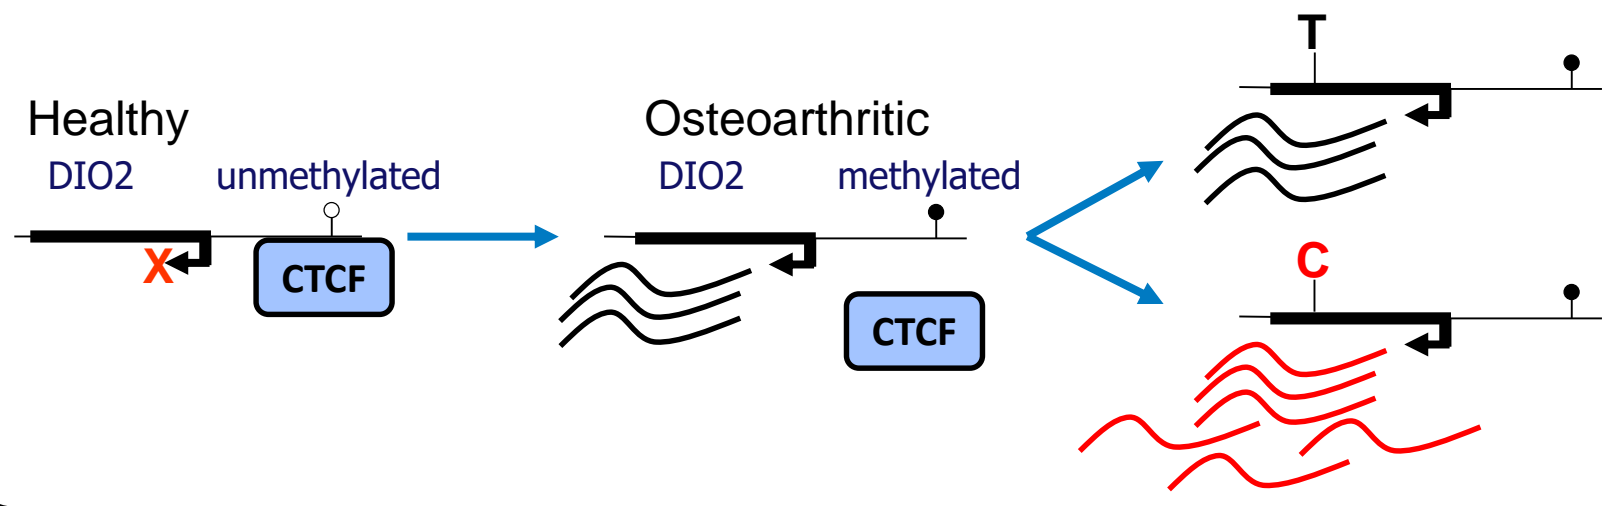 Healthy
DIO2 unmethylated
X
CTCF
Osteoarthritic
DIO2 methylated
CTCF
T
C